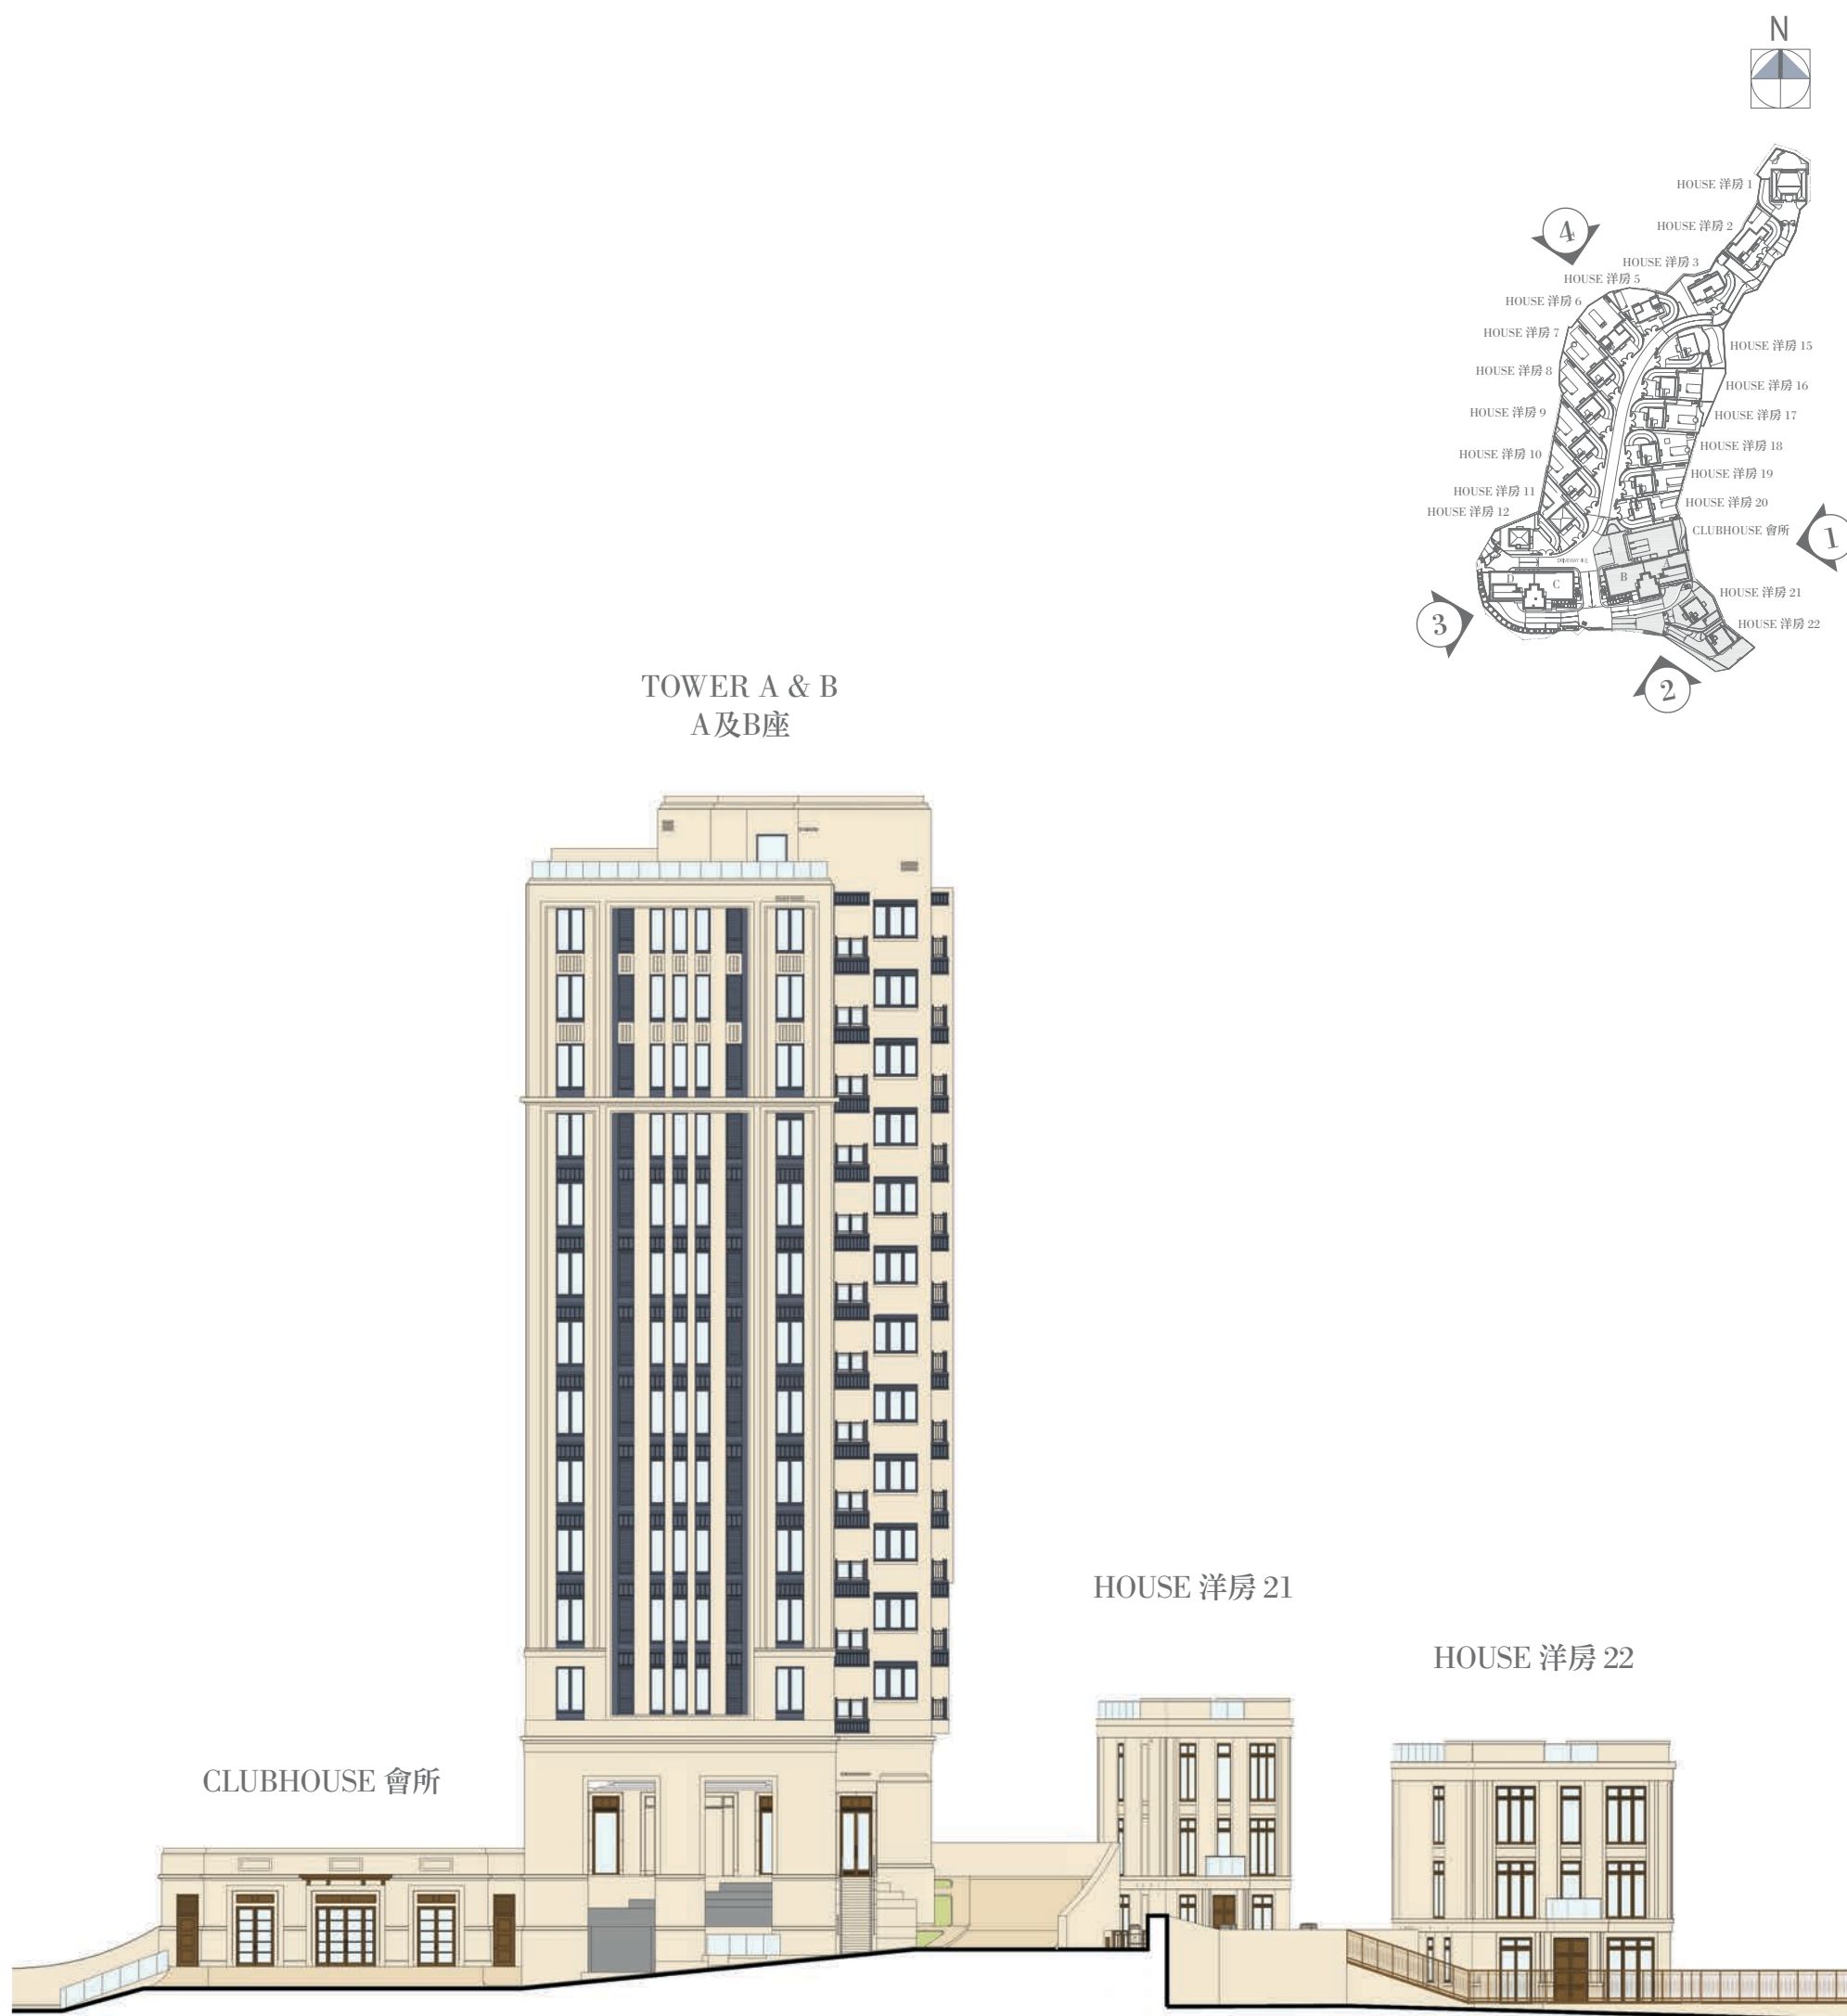 N
HOUSE 洋房 1
HOUSE 洋房 2
4
HOUSE 洋房 3
HOUSE 洋房 5
HOUSE 洋房 6
HOUSE 洋房 7
HOUSE 洋房 15
HOUSE 洋房 8
HOUSE 洋房 16
HOUSE 洋房 9
HOUSE 洋房 17
HOUSE 洋房 18
HOUSE 洋房 10
HOUSE 洋房 19
HOUSE 洋房 11
HOUSE 洋房 20
HOUSE 洋房 12
CLUBHOUSE 會所
1
A
D
C
B
HOUSE 洋房 21
3
HOUSE 洋房 22
2
TOWER A & B
A及B座
HOUSE 洋房 21
HOUSE 洋房 22
CLUBHOUSE 會所